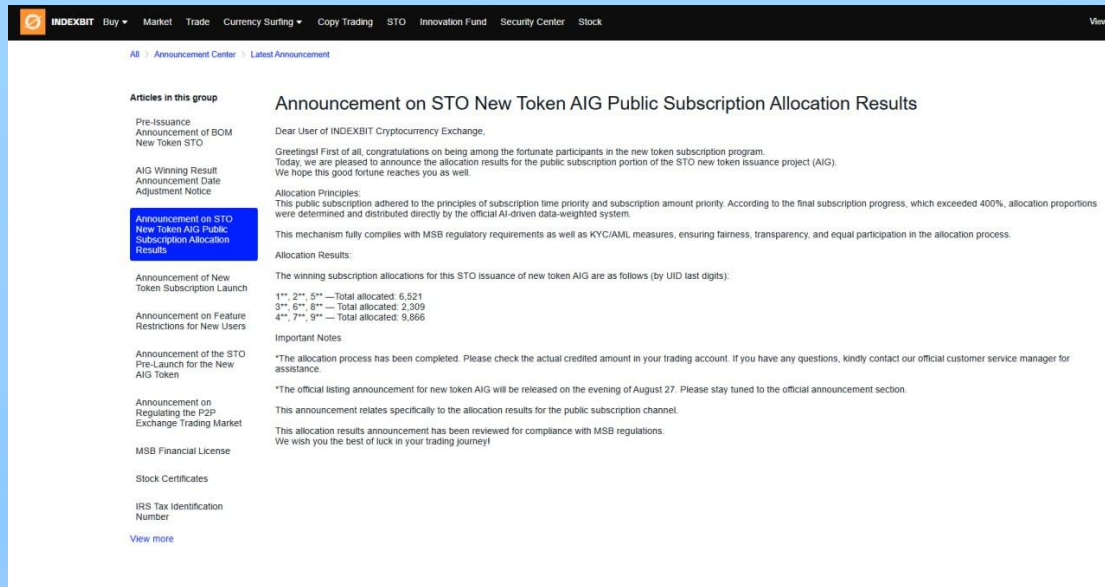 INDEXBIT Buy ▾ Market Trade Currency Surfing ▾ Copy Trading STO Innovation Fund Security Center Stock View
All > Announcement Center > Latest Announcement
Articles in this group
Pre-Issuance
Announcement of BOM
New Token STO
AIG Winning Result
Announcement Date
Adjustment Notice
Announcement on STO
New Token AIG Public
Subscription Allocation
Results
Announcement of New
Token Subscription Launch
Announcement on Feature
Restrictions for New Users
Announcement of the STO
Pre-Launch for the New
AIG Token
Announcement on
Regulating the P2P
Exchange Trading Market
MSB Financial License
Stock Certificates
IRS Tax Identification
Number
View more
Announcement on STO New Token AIG Public Subscription Allocation Results
Dear User of INDEXBIT Cryptocurrency Exchange,
Greetings! First of all, congratulations on being among the fortunate participants in the new token subscription program.
Today, we are pleased to announce the allocation results for the public subscription portion of the STO new token issuance project (AIG).
We hope this good fortune reaches you as well.
Allocation Principles:
This public subscription adhered to the principles of subscription time priority and subscription amount priority. According to the final subscription progress, which exceeded 400%, allocation proportions
were determined and distributed directly by the official AI-driven data-weighted system.
This mechanism fully complies with MSB regulatory requirements as well as KYC/AML measures, ensuring fairness, transparency, and equal participation in the allocation process.
Allocation Results:
The winning subscription allocations for this STO issuance of new token AIG are as follows (by UID last digits):
1**, 2**, 5** —Total allocated: 6,521
3**, 6**, 8** — Total allocated: 2,309
4**, 7**, 9** — Total allocated: 9,866
Important Notes
*The allocation process has been completed. Please check the actual credited amount in your trading account. If you have any questions, kindly contact our official customer service manager for
assistance.
*The official listing announcement for new token AIG will be released on the evening of August 27. Please stay tuned to the official announcement section.
This announcement relates specifically to the allocation results for the public subscription channel.
This allocation results announcement has been reviewed for compliance with MSB regulations.
We wish you the best of luck in your trading journey!